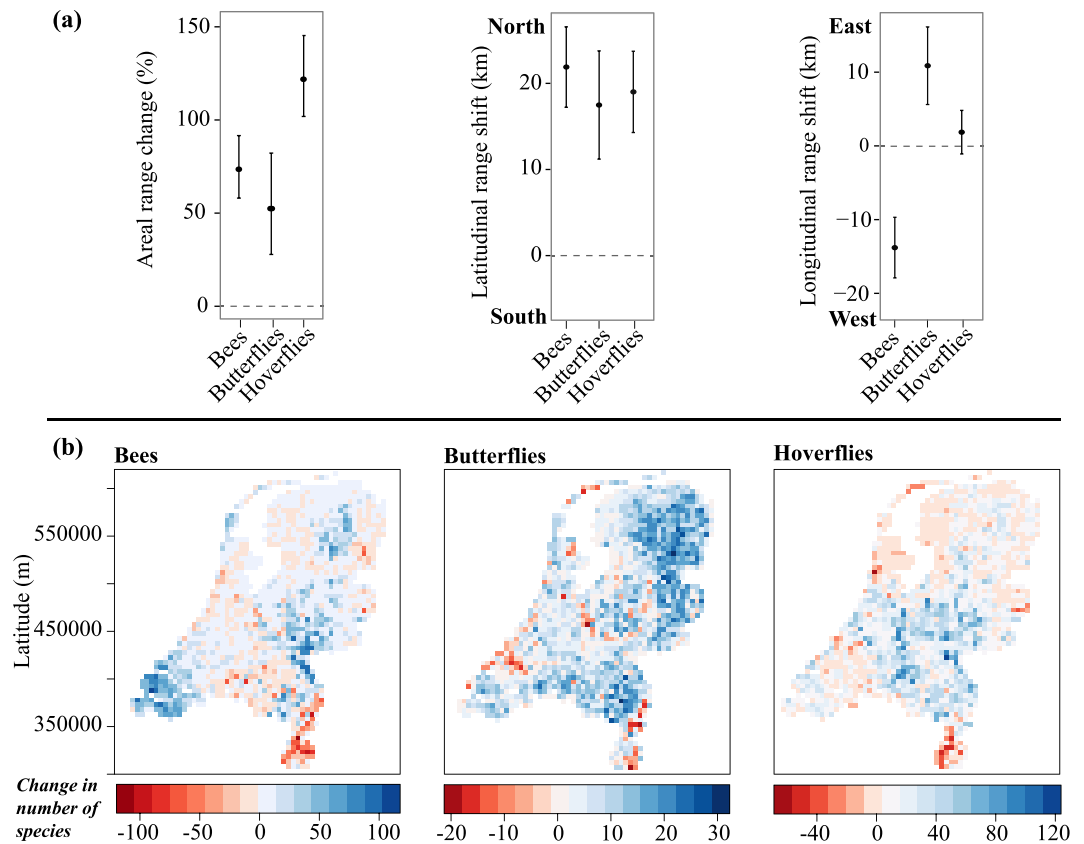 (a)
Areal range change (%)
150
100
50
0
Bees
Butterflies
Hoverflies
North
Latitudinal range shift (km)
20
10
0
South
Bees
Butterflies
Hoverflies
East
Longitudinal range shift (km)
10
0
−10
−20
West
Bees
Butterflies
Hoverflies
(b)
Bees
Butterflies
Hoverflies
Latitude (m)
550000
450000
350000
Change in
number of
species
-100 -50 0 50 100
-20 -10 0 10 20 30
-40 0 40 80 120